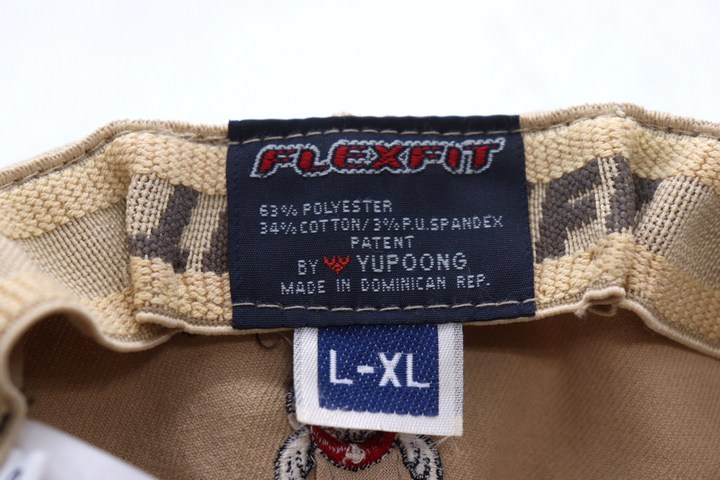 FLEXFIT
63% POLYESTER
34% COTTON/3% P.U.SPANDEX
PATENT
BY YUPOONG
MADE IN DOMINICAN REP.
L-XL